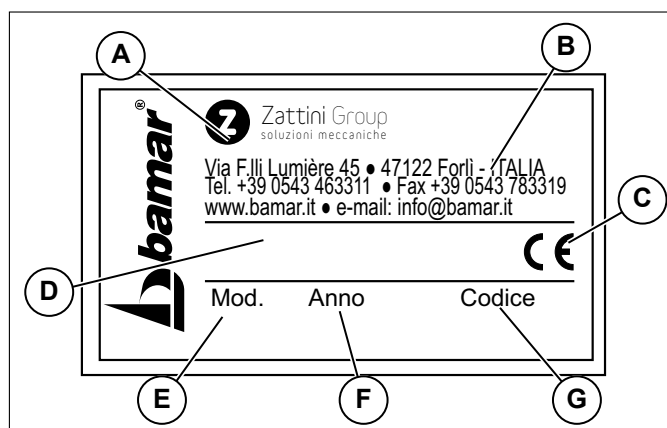 A
B
Z
Zattini Group
soluzioni meccaniche
bamar®
Via F.lli Lumière 45 ● 47122 Forlì - ITALIA
Tel. +39 0543 463311 ● Fax +39 0543 783319
www.bamar.it ● e-mail: info@bamar.it
C
CE
D
Mod. Anno Codice
E F G